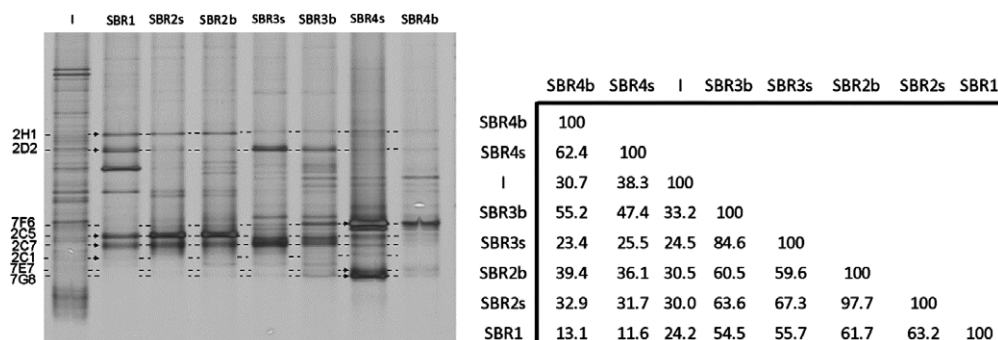 I SBR1 SBR2s SBR2b SBR3s SBR3b SBR4s SBR4b
2H1
2D2
7F6
2C5
2C7
2C1
7E7
7G8
SBR4b SBR4s I SBR3b SBR3s SBR2b SBR2s SBR1
SBR4b 100
SBR4s 62.4 100
I 30.7 38.3 100
SBR3b 55.2 47.4 33.2 100
SBR3s 23.4 25.5 24.5 84.6 100
SBR2b 39.4 36.1 30.5 60.5 59.6 100
SBR2s 32.9 31.7 30.0 63.6 67.3 97.7 100
SBR1 13.1 11.6 24.2 54.5 55.7 61.7 63.2 100